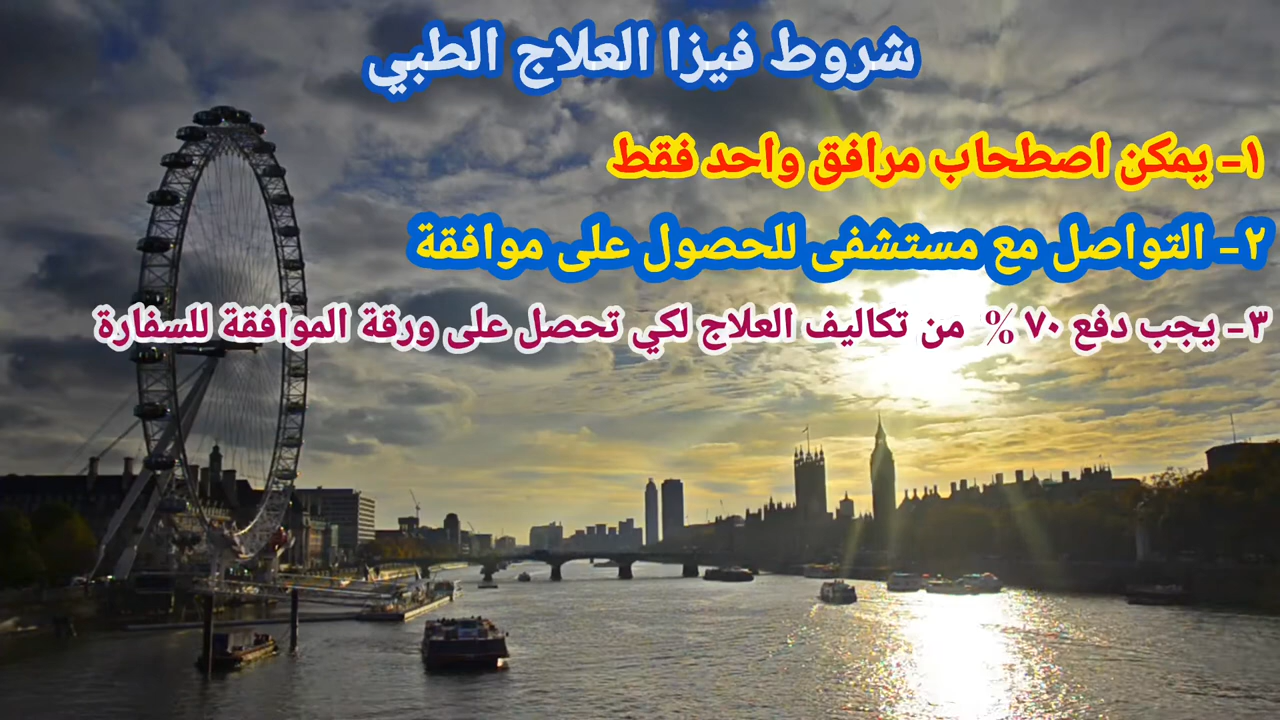 شروط فيزا العلاج الطبي
١- يمكن اصطحاب مرافق واحد فقط
٢- التواصل مع مستشفى للحصول على موافقة
٣- يجب دفع ٧٠% من تكاليف العلاج لكي تحصل على ورقة الموافقة للسفارة